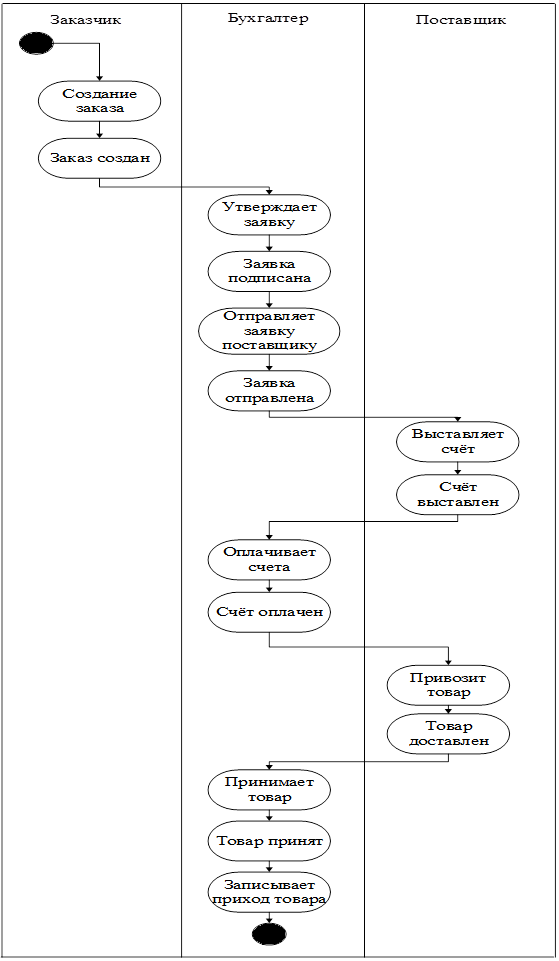 Заказчик
Бухгалтер
Поставщик
Создание
заказа
Заказ создан
Утверждает
заявку
Заявка
подписана
Отправляет
заявку
поставщику
Заявка
отправлена
Выставляет
счёт
Счёт
выставлен
Оплачивает
счета
Счёт оплачен
Привозит
товар
Товар
доставлен
Принимает
товар
Товар принят
Записывает
приход товара